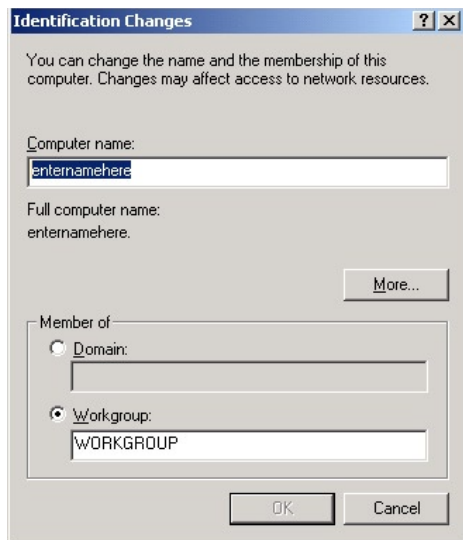 Identification Changes
You can change the name and the membership of this
computer. Changes may affect access to network resources.
Computer name:
enternamehere
Full computer name:
enternamehere.
More...
Member of
Domain:
Workgroup:
WORKGROUP
OK
Cancel